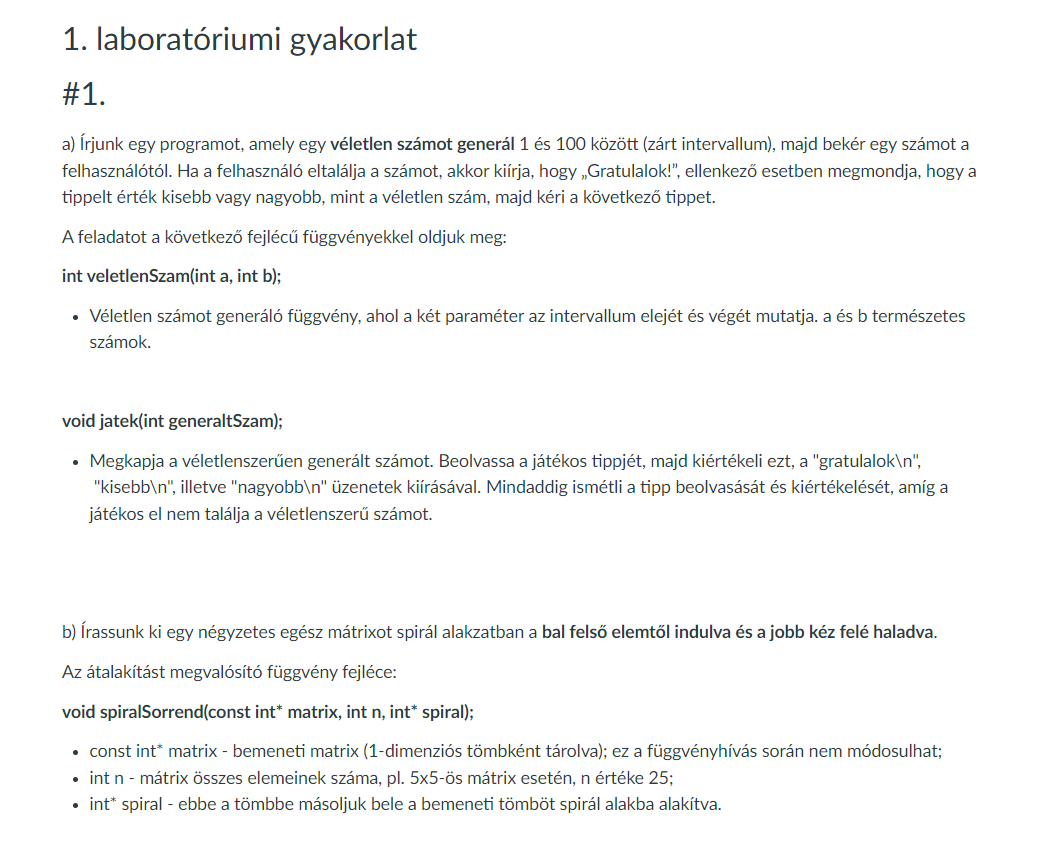 1. laboratóriumi gyakorlat
#1.
a) Írjunk egy programot, amely egy véletlen számot generál 1 és 100 között (zárt intervallum), majd bekér egy számot a
felhasználótól. Ha a felhasználó eltalálja a számot, akkor kiírja, hogy „Gratulalok!”, ellenkező esetben megmondja, hogy a
tippelt érték kisebb vagy nagyobb, mint a véletlen szám, majd kéri a következő tippet.
A feladatot a következő fejlécű függvényekkel oldjuk meg:
int veletlenSzam(int a, int b);
• Véletlen számot generáló függvény, ahol a két paraméter az intervallum elejét és végét mutatja. a és b természetes
számok.
void jatek(int generaltSzam);
• Megkapja a véletlenszerűen generált számot. Beolvassa a játékos tippjét, majd kiértékeli ezt, a "gratulalok\n",
"kisebb\n", illetve "nagyobb\n" üzenetek kiírásával. Mindaddig ismétli a tipp beolvasását és kiértékelését, amíg a
játékos el nem találja a véletlenszerű számot.
b) Írassunk ki egy négyzetes egész mátrixot spirál alakzatban a bal felső elemtől indulva és a jobb kéz felé haladva.
Az átalakítást megvalósító függvény fejléce:
void spiralSorrend(const int* matrix, int n, int* spiral);
• const int* matrix - bemeneti matrix (1-dimenziós tömbként tárolva); ez a függvényhívás során nem módosulhat;
• int n - mátrix összes elemeinek száma, pl. 5x5-ös mátrix esetén, n értéke 25;
• int* spiral - ebbe a tömbbe másoljuk bele a bemeneti tömböt spirál alakba alakítva.